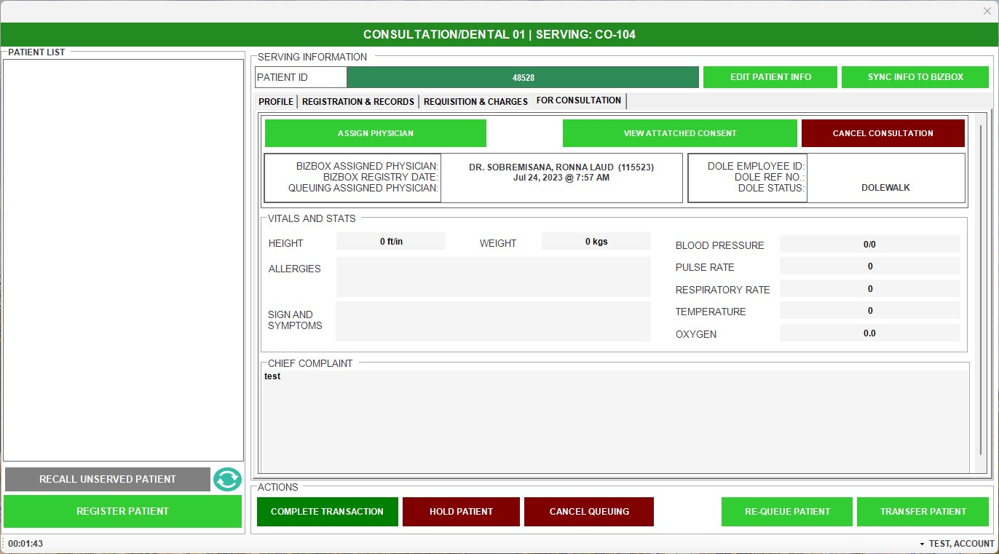 CONSULTATION/DENTAL 01 | SERVING: CO-104
PATIENT LIST
RECALL UNSERVED PATIENT
REGISTER PATIENT
SERVING INFORMATION
PATIENT ID
48528
EDIT PATIENT INFO
SYNC INFO TO BIZBOX
PROFILE
REGISTRATION & RECORDS
REQUISITION & CHARGES
FOR CONSULTATION
ASSIGN PHYSICIAN
VIEW ATTATCHED CONSENT
CANCEL CONSULTATION
BIZBOX ASSIGNED PHYSICIAN:
DR. SOBREMISANA, RONNA LAUD (115523)
BIZBOX REGISTRY DATE:
Jul 24, 2023 @ 7:57 AM
QUEUING ASSIGNED PHYSICIAN:
DOLE EMPLOYEE ID:
DOLE REF NO.:
DOLE STATUS:
DOLEWALK
VITALS AND STATS
HEIGHT
0 ft/in
WEIGHT
0 kgs
ALLERGIES
SIGN AND
SYMPTOMS
BLOOD PRESSURE
0/0
PULSE RATE
0
RESPIRATORY RATE
0
TEMPERATURE
0
OXYGEN
0.0
CHIEF COMPLAINT
test
ACTIONS
COMPLETE TRANSACTION
HOLD PATIENT
CANCEL QUEUING
RE-QUEUE PATIENT
TRANSFER PATIENT
00:01:43
TEST, ACCOUNT